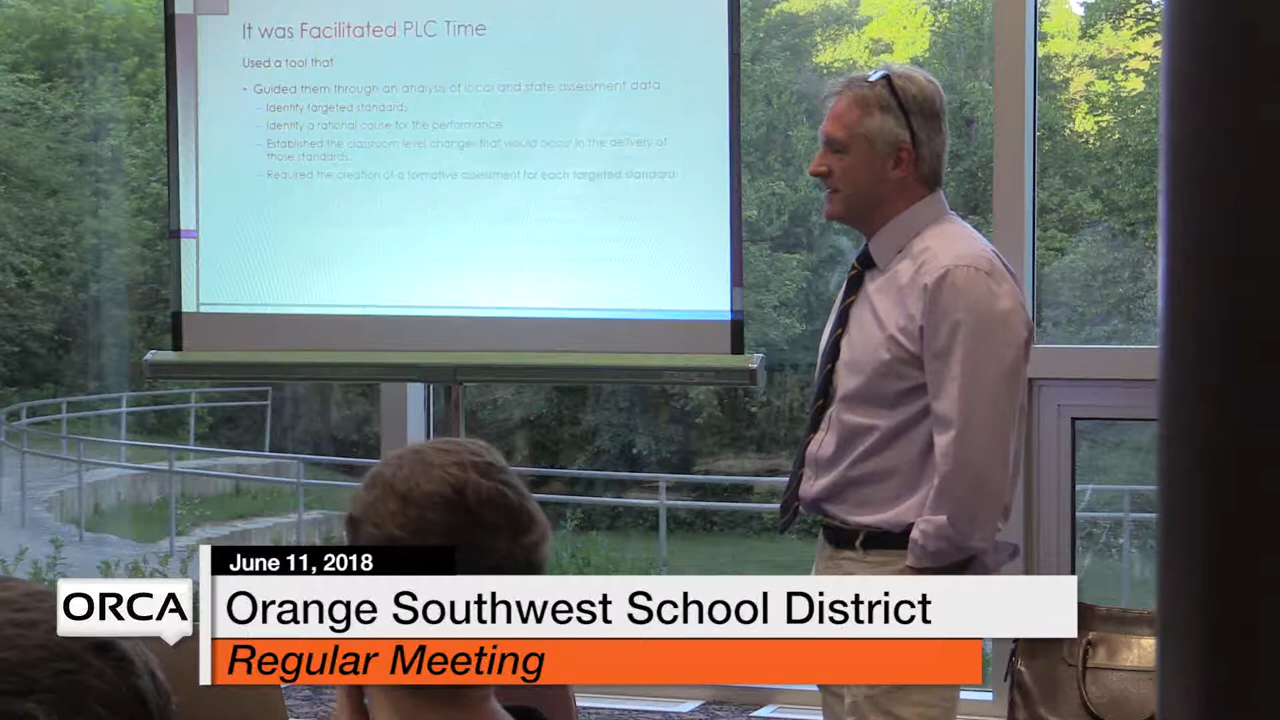 It was Facilitated PLC Time
Used a tool that
- Guided them through an analysis of local and state assessment data
– Identify targeted standards
– Identify a rational cause for the performance
– Established the classroom level changes that would occur in the delivery of
those standards.
– Required the creation of a formative assessment for each targeted standard
June 11, 2018
ORCA
Orange Southwest School District
Regular Meeting